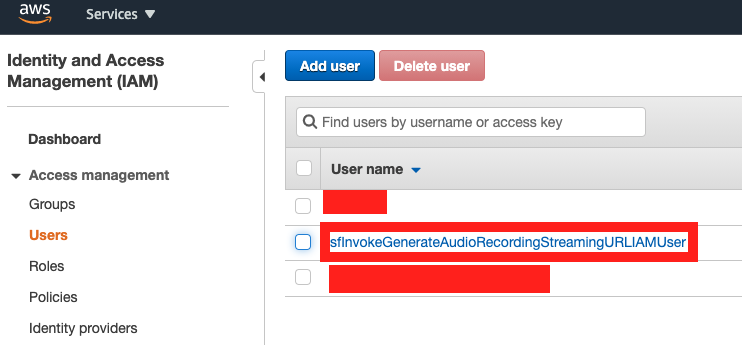 aws Services
Identity and Access
Management (IAM)
Dashboard
Access management
Groups
Users
Roles
Policies
Identity providers
Add user Delete user
Find users by username or access key
User name
sfInvokeGenerateAudioRecordingStreamingURLIAMUser